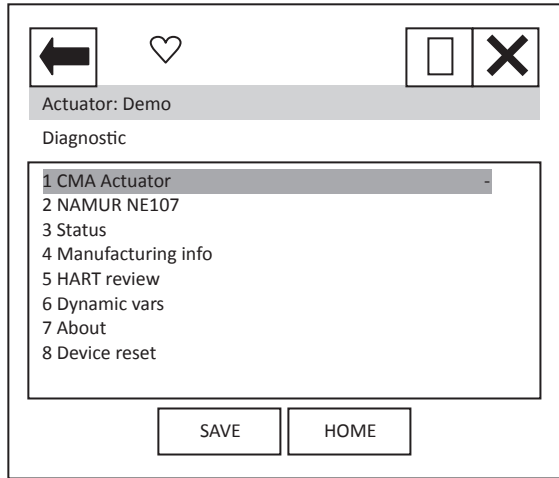 Actuator: Demo
Diagnostic
1 CMA Actuator -
2 NAMUR NE107
3 Status
4 Manufacturing info
5 HART review
6 Dynamic vars
7 About
8 Device reset
SAVE HOME